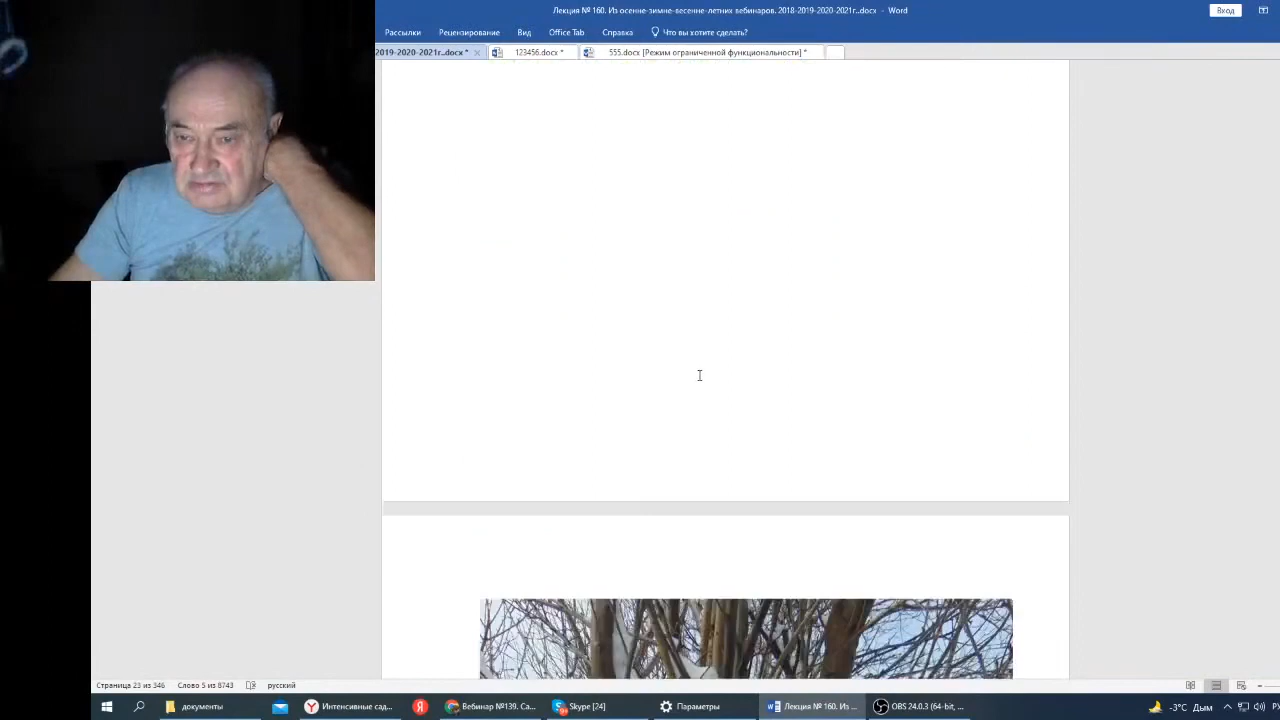 Лекция № 160. Из осенне-зимне-весенне-летних вебинаров. 2018-2019-2020-2021г..docx - Word
Вход
Рассылки Рецензирование Вид Office Tab Справка Что вы хотите сделать?
2019-2020-2021г..docx * 123456.docx * 555.docx [Режим ограниченной функциональности] *
Страница 23 из 346 Слово 5 из 8743 русский
документы Интенсивные сад... Вебинар №139. Са... Skype [24] Параметры Лекция № 160. Из ... OBS 24.0.3 (64-bit, ... -3°C Дымк